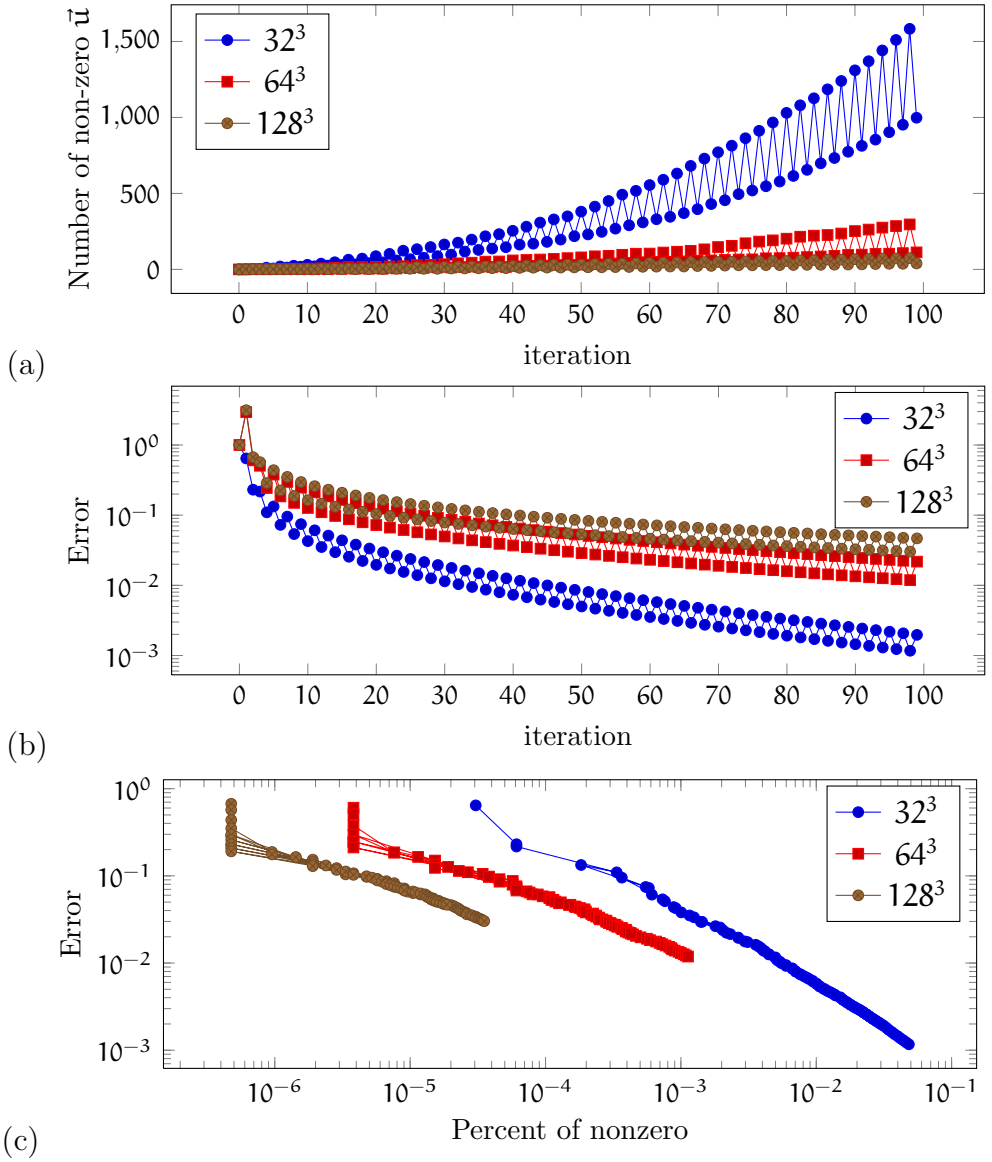 Number of non-zero u⃗
1,500
1,000
500
0
32³
64³
128³
0 10 20 30 40 50 60 70 80 90 100
iteration
(a)
Error
10⁰
10⁻¹
10⁻²
10⁻³
32³
64³
128³
0 10 20 30 40 50 60 70 80 90 100
iteration
(b)
Error
10⁰
10⁻¹
10⁻²
10⁻³
32³
64³
128³
10⁻⁶ 10⁻⁵ 10⁻⁴ 10⁻³ 10⁻² 10⁻¹
Percent of nonzero
(c)